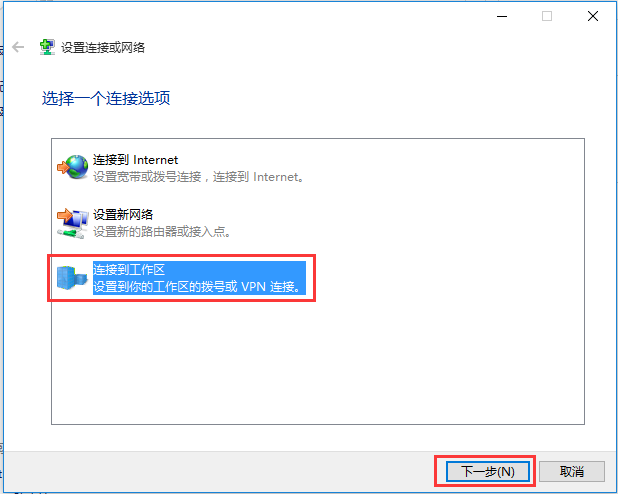 设置连接或网络
选择一个连接选项
连接到 Internet
设置宽带或拨号连接，连接到 Internet。
设置新网络
设置新的路由器或接入点。
连接到工作区
设置到你的工作区的拨号或 VPN 连接。
下一步(N)
取消